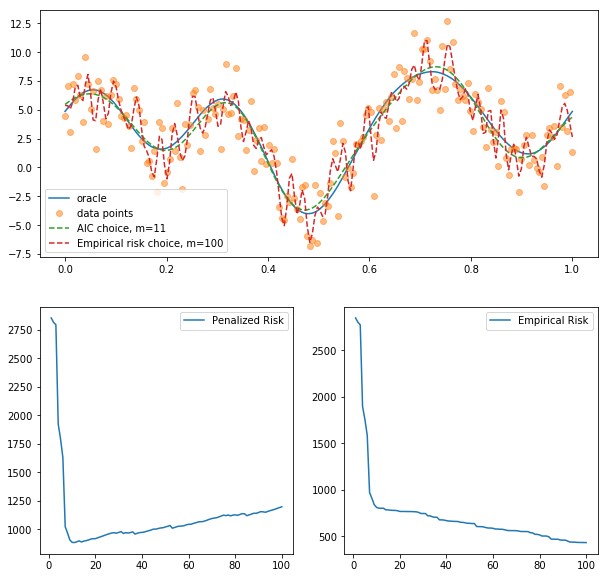 12.5
10.0
7.5
5.0
2.5
0.0
−2.5
−5.0
−7.5
oracle
data points
AIC choice, m=11
Empirical risk choice, m=100
0.0 0.2 0.4 0.6 0.8 1.0
Penalized Risk
2750
2500
2250
2000
1750
1500
1250
1000
0 20 40 60 80 100
Empirical Risk
2500
2000
1500
1000
500
0 20 40 60 80 100